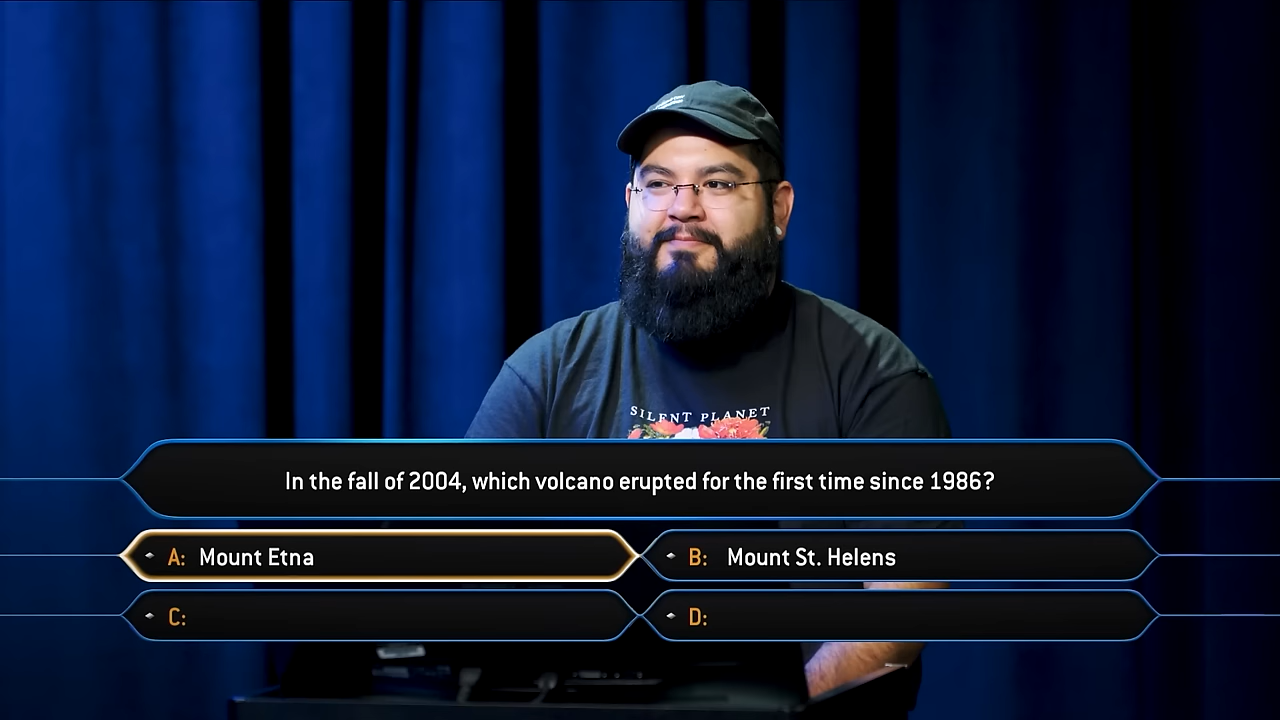 SILENT PLANET
In the fall of 2004, which volcano erupted for the first time since 1986?
A: Mount Etna
B: Mount St. Helens
C:
D: